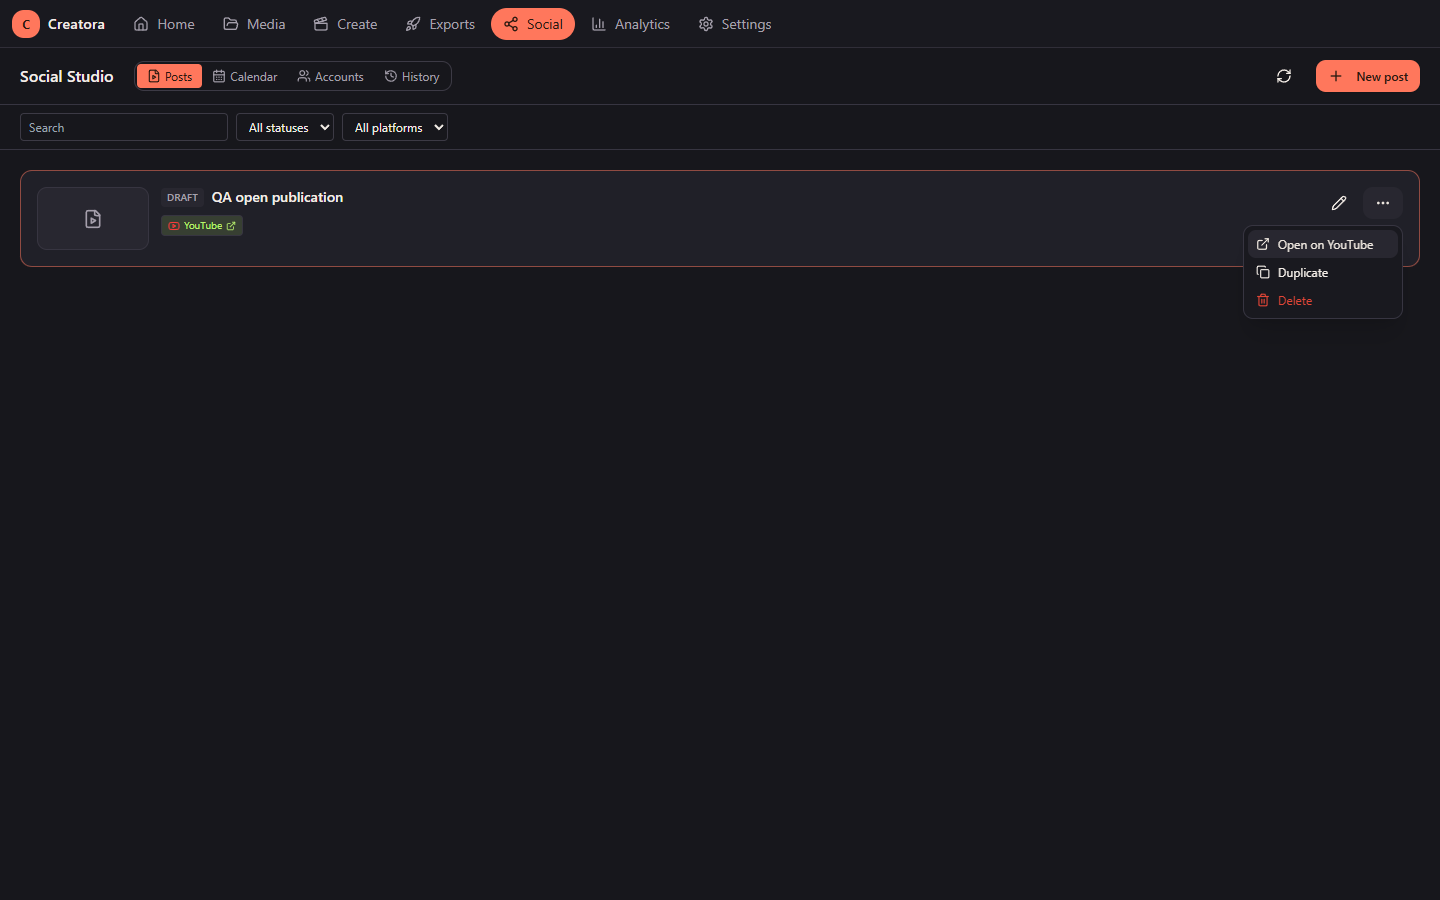 C Creatora Home Media Create Exports Social Analytics Settings
Social Studio Posts Calendar Accounts History New post
Search All statuses All platforms
DRAFT QA open publication
YouTube
Open on YouTube
Duplicate
Delete